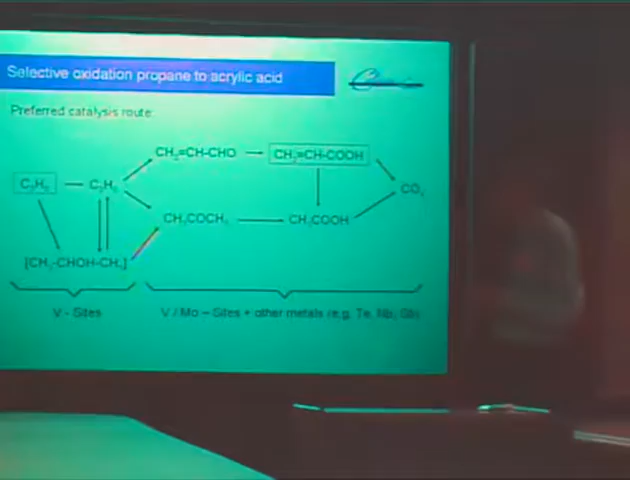 Selective oxidation propane to acrylic acid
Preferred catalysis route:
CH₂=CH-CHO
CH₂=CH-COOH
C₃H₈
C₃H₆
CO₂
CH₃COCH₃
CH₃COOH
[CH₃-CHOH-CH₃]
V - Sites
V / Mo – Sites + other metals (e.g. Te, Nb, Sb)